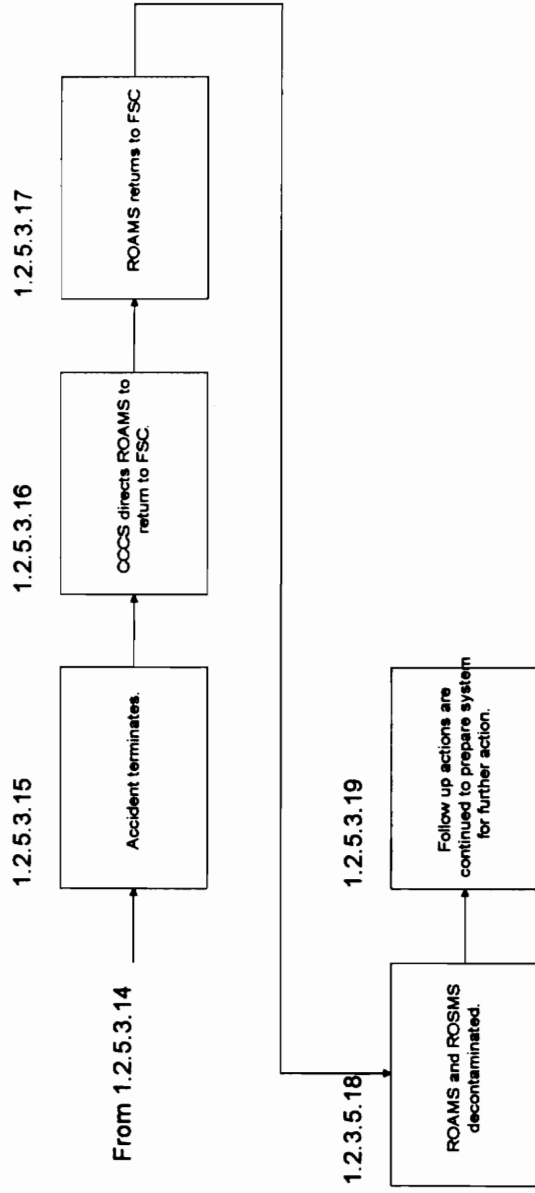 From 1.2.5.3.14
1.2.5.3.15
Accident terminates.
1.2.5.3.16
CCCS directs ROAMS to
return to FSC.
1.2.5.3.17
ROAMS returns to FSC
1.2.3.5.18
ROAMS and ROSMS
decontaminated.
1.2.5.3.19
Follow up actions are
continued to prepare system
for further action.